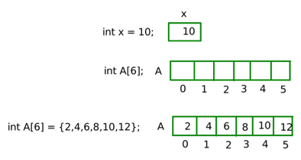 x
int x = 10; 10
int A[6]; A
0 1 2 3 4 5
int A[6] = {2,4,6,8,10,12}; A 2 4 6 8 10 12
0 1 2 3 4 5